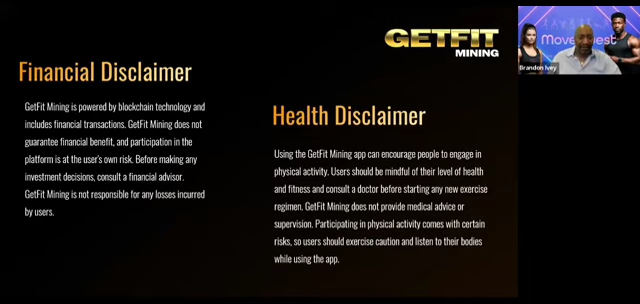 GETFIT
MINING
Financial Disclaimer
GetFit Mining is powered by blockchain technology and
includes financial transactions. GetFit Mining does not
guarantee financial benefit, and participation in the
platform is at the user's own risk. Before making any
investment decisions, consult a financial advisor.
GetFit Mining is not responsible for any losses incurred
by users.
Health Disclaimer
Using the GetFit Mining app can encourage people to engage in
physical activity. Users should be mindful of their level of health
and fitness and consult a doctor before starting any new exercise
regimen. GetFit Mining does not provide medical advice or
supervision. Participating in physical activity comes with certain
risks, so users should exercise caution and listen to their bodies
while using the app.
Brandon Ivey